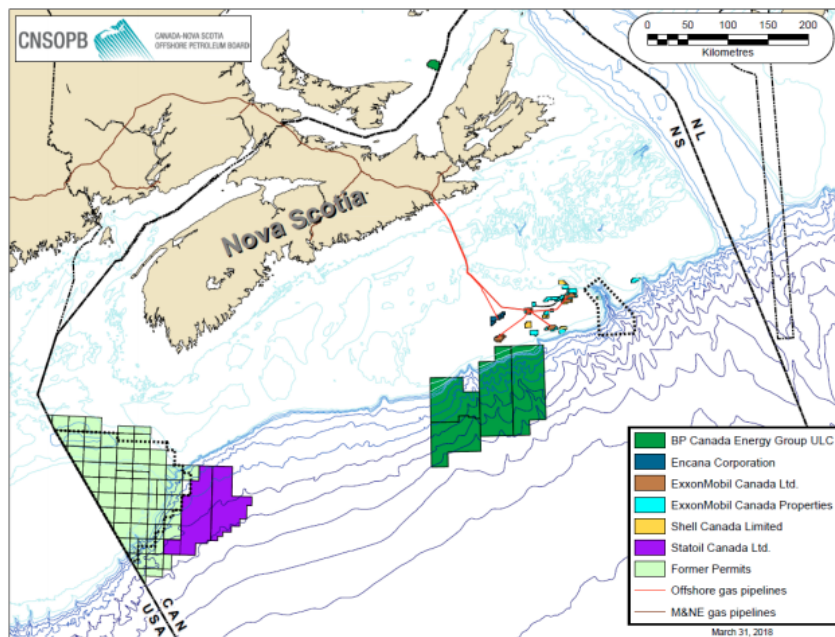 CNSOPB
CANADA-NOVA SCOTIA
OFFSHORE PETROLEUM BOARD
0 50 100 150 200
Kilometres
NL
NS
Nova Scotia
BP Canada Energy Group ULC
Encana Corporation
ExxonMobil Canada Ltd.
ExxonMobil Canada Properties
Shell Canada Limited
Statoil Canada Ltd.
Former Permits
Offshore gas pipelines
M&NE gas pipelines
CAN
USA
March 31, 2018